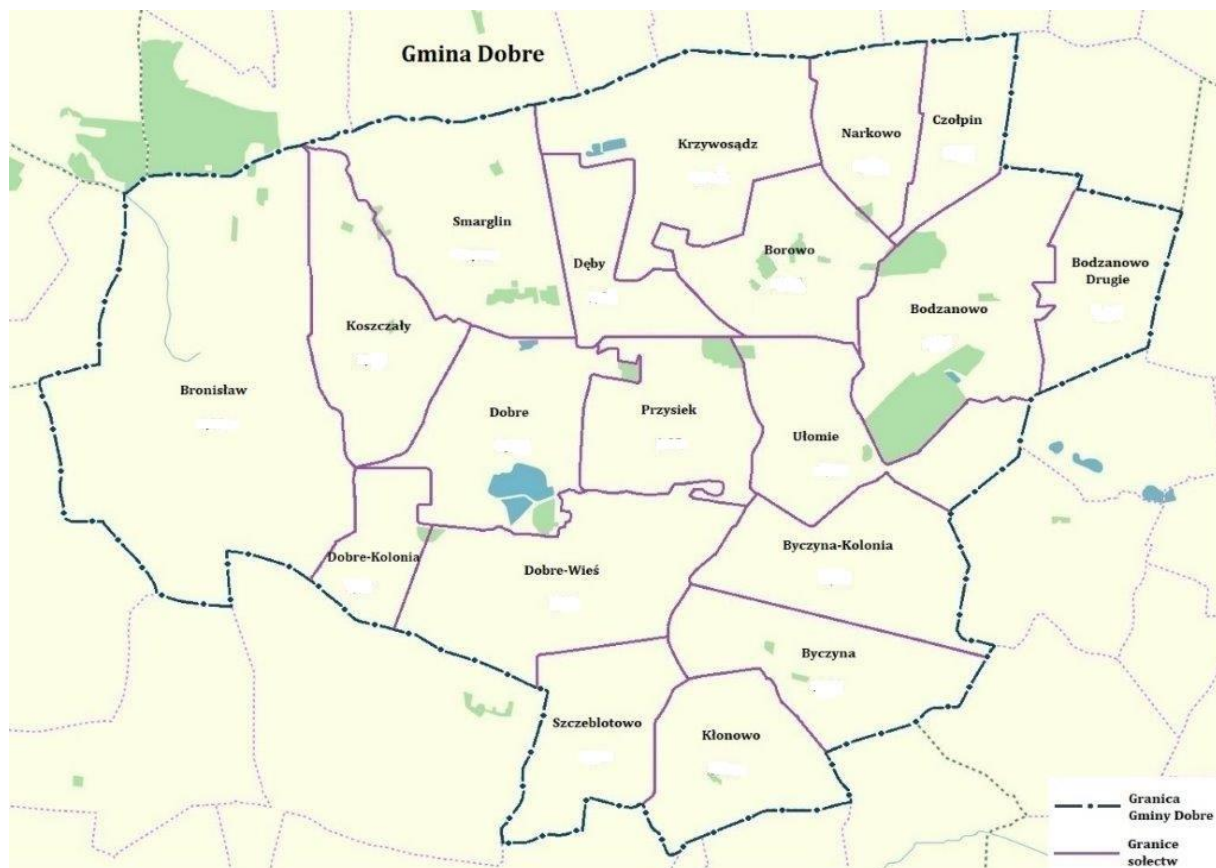 Gmina Dobre
Czołpin
Narkowo
Krzywosądz
Smarglin
Borowo
Dęby
Bodzanowo
Drugie
Bodzanowo
Koszczały
Bronisław
Dobre
Przysiek
Ułomie
Dobre-Kolonia
Dobre-Wieś
Byczyna-Kolonia
Byczyna
Szczeblotowo
Kłonowo
Granica
Gminy Dobre
Granice
sołectw